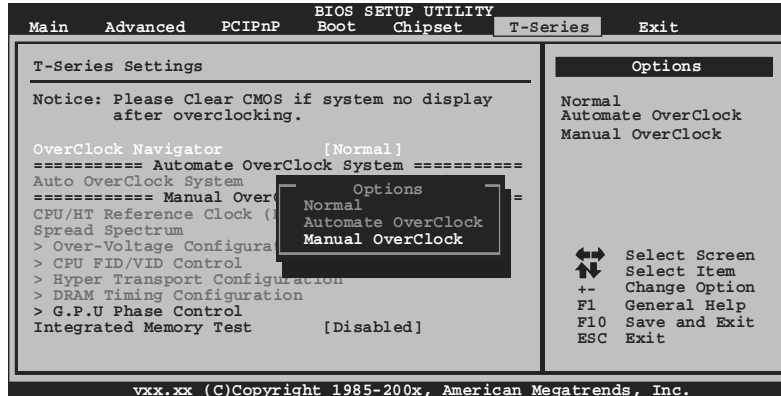 BIOS SETUP UTILITY
Main Advanced PCIPnP Boot Chipset T-Series Exit
T-Series Settings
Notice: Please Clear CMOS if system no display
after overclocking.
OverClock Navigator [Normal]
=========== Automate OverClock System ===========
Auto OverClock System
============ Manual Over =
CPU/HT Reference Clock (
Spread Spectrum
> Over-Voltage Configurat
> CPU FID/VID Control
> Hyper Transport Configuration
> DRAM Timing Configuration
> G.P.U Phase Control
Integrated Memory Test [Disabled]
Options
Normal
Automate OverClock
Manual OverClock
Options
Normal
Automate OverClock
Manual OverClock
Select Screen
Select Item
+- Change Option
F1 General Help
F10 Save and Exit
ESC Exit
vxx.xx (C)Copyright 1985-200x, American Megatrends, Inc.